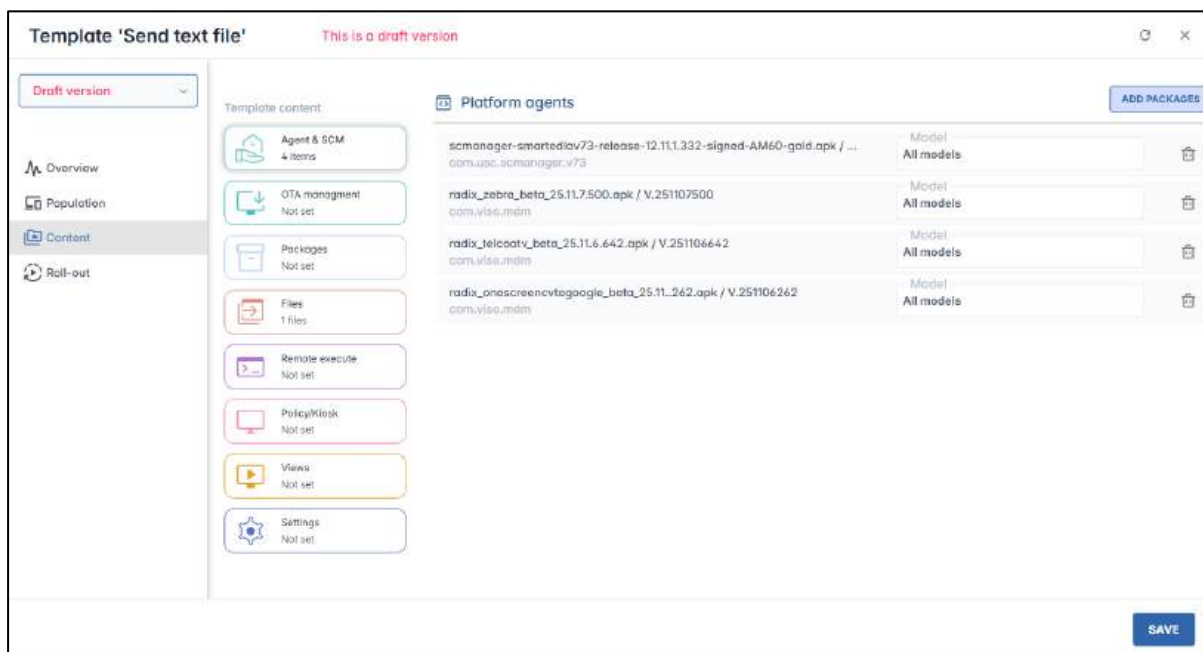 Template 'Send text file'
This is a draft version
Draft version
Overview
Population
Content
Roll-out
Template content
Agent & SCM
4 items
OTA managment
Not set
Packages
Not set
Files
1 files
Remote execute
Not set
Policy/Kiosk
Not set
Views
Not set
Settings
Not set
Platform agents
ADD PACKAGES
scmanager-smartedlav73-release-12.11.1.332-signed-AM60-gold.apk / ...
com.usc.scmanager.v73
Model
All models
radix_zebra_beta_25.11.7.500.apk / V.251107500
com.viso.mdm
Model
All models
radix_telcoatv_beta_25.11.6.642.apk / V.251106642
com.viso.mdm
Model
All models
radix_onescreencvtegoogle_beta_25.11...262.apk / V.251106262
com.viso.mdm
Model
All models
SAVE